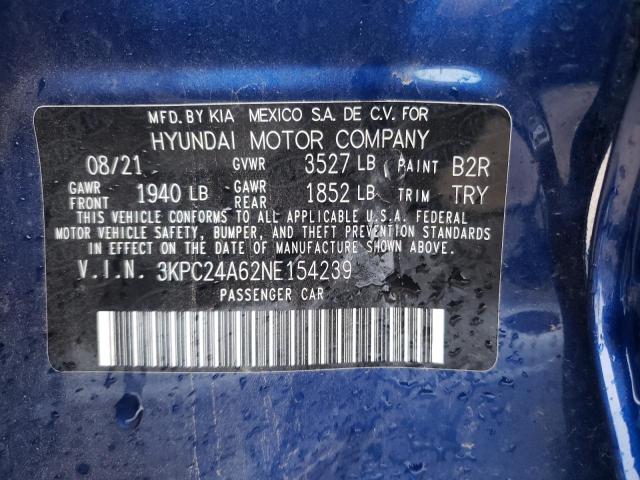 MFD. BY KIA MEXICO S.A. DE C.V. FOR
HYUNDAI MOTOR COMPANY
08/21 GVWR 3527 LB PAINT B2R
GAWR FRONT 1940 LB GAWR REAR 1852 LB TRIM TRY
THIS VEHICLE CONFORMS TO ALL APPLICABLE U.S.A. FEDERAL
MOTOR VEHICLE SAFETY, BUMPER, AND THEFT PREVENTION STANDARDS
IN EFFECT ON THE DATE OF MANUFACTURE SHOWN ABOVE.
V.I.N. 3KPC24A62NE154239
PASSENGER CAR